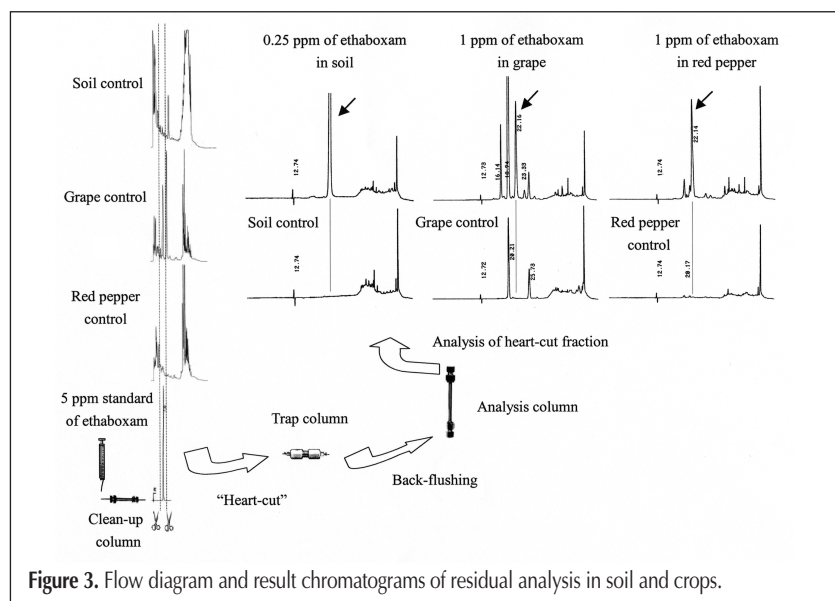 0.25 ppm of ethaboxam
in soil
1 ppm of ethaboxam
in grape
1 ppm of ethaboxam
in red pepper
Soil control
12.74
12.73
16.14
22.16
23.33
12.74
22.14
Grape control
Soil control
12.74
Grape control
12.72
20.21
25.73
Red pepper
control
12.74
20.17
Red pepper
control
5 ppm standard
of ethaboxam
Clean-up
column
"Heart-cut"
Trap column
Back-flushing
Analysis column
Analysis of heart-cut fraction
Figure 3. Flow diagram and result chromatograms of residual analysis in soil and crops.